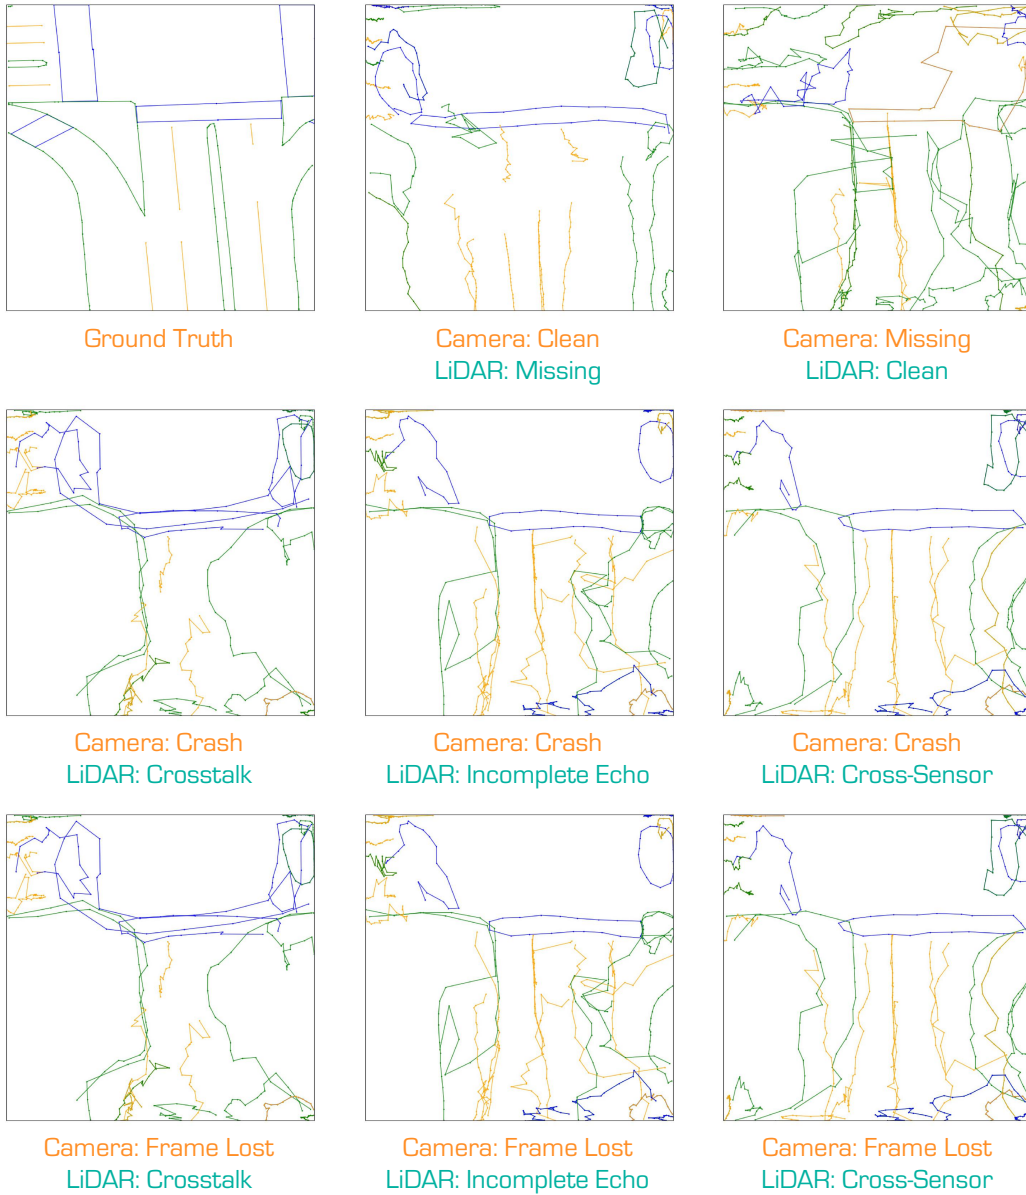 Ground Truth
Camera: Clean
LiDAR: Missing
Camera: Missing
LiDAR: Clean
Camera: Crash
LiDAR: Crosstalk
Camera: Crash
LiDAR: Incomplete Echo
Camera: Crash
LiDAR: Cross-Sensor
Camera: Frame Lost
LiDAR: Crosstalk
Camera: Frame Lost
LiDAR: Incomplete Echo
Camera: Frame Lost
LiDAR: Cross-Sensor